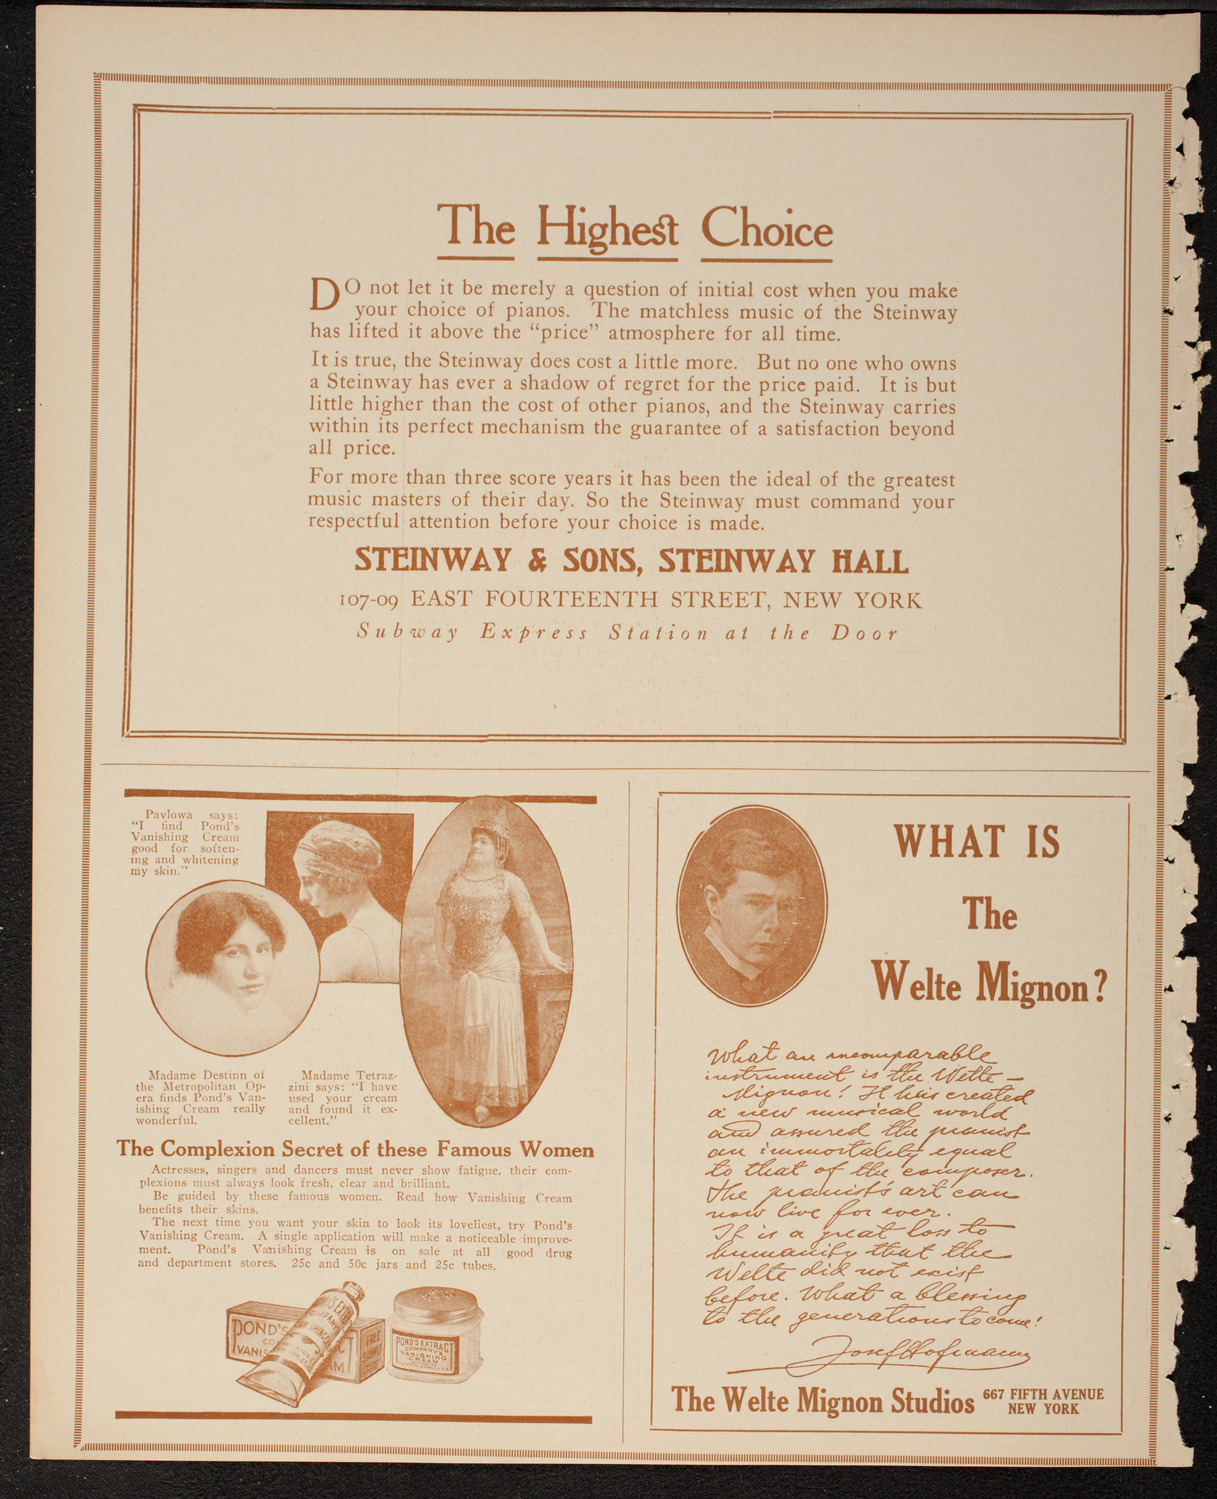 The Highest Choice
DO not let it be merely a question of initial cost when you make
your choice of pianos. The matchless music of the Steinway
has lifted it above the "price" atmosphere for all time.
It is true, the Steinway does cost a little more. But no one who owns
a Steinway has ever a shadow of regret for the price paid. It is but
little higher than the cost of other pianos, and the Steinway carries
within its perfect mechanism the guarantee of a satisfaction beyond
all price.
For more than three score years it has been the ideal of the greatest
music masters of their day. So the Steinway must command your
respectful attention before your choice is made.
STEINWAY & SONS, STEINWAY HALL
107-09 EAST FOURTEENTH STREET, NEW YORK
Subway Express Station at the Door
Pavlowa says:
"I find Pond's
Vanishing Cream
good for soften-
ing and whitening
my skin."
Madame Destinn of
the Metropolitan Op-
era finds Pond's Van-
ishing Cream really
wonderful.
Madame Tetraz-
zini says: "I have
used your cream
and found it ex-
cellent."
The Complexion Secret of these Famous Women
Actresses, singers and dancers must never show fatigue, their com-
plexions must always look fresh, clear and brilliant.
Be guided by these famous women. Read how Vanishing Cream
benefits their skins.
The next time you want your skin to look its loveliest, try Pond's
Vanishing Cream. A single application will make a noticeable improve-
ment. Pond's Vanishing Cream is on sale at all good drug
and department stores. 25c and 50c jars and 25c tubes.
POND'S
VANIS
FREE
POND'S EXTRACT
COMPANY'S
VANISHING
CREAM
WHAT IS
The
Welte Mignon?
What an incomparable
instrument is the Welte-
Mignon! It has created
a new musical world
and assured the pianist
an immortality equal
to that of the composer.
The pianist's art can
now live for ever.
It is a great loss to
humanity that the
Welte did not exist
before. What a blessing
to the generations to come!
Josef Hofmann
The Welte Mignon Studios 667 FIFTH AVENUE
NEW YORK